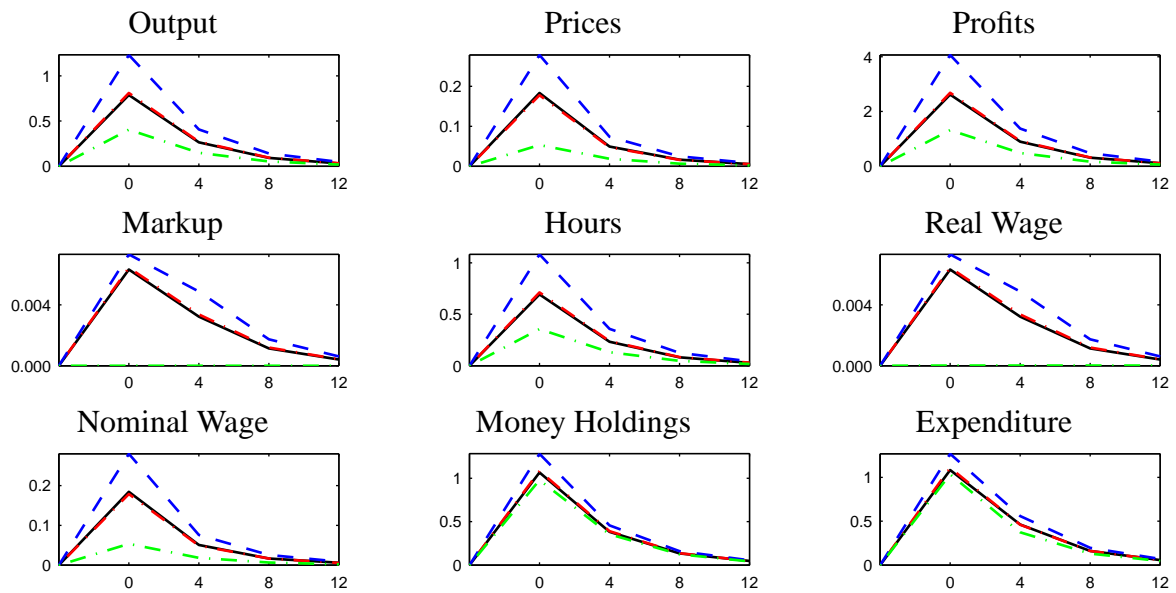 Output Prices Profits
1 0.2 4
0.5 0.1 2
0 0 0
0 4 8 12 0 4 8 12 0 4 8 12
Markup Hours Real Wage
0.004 1 0.004
0.5
0.000 0 0.000
0 4 8 12 0 4 8 12 0 4 8 12
Nominal Wage Money Holdings Expenditure
0.2 1 1
0.1 0.5 0.5
0 0 0
0 4 8 12 0 4 8 12 0 4 8 12